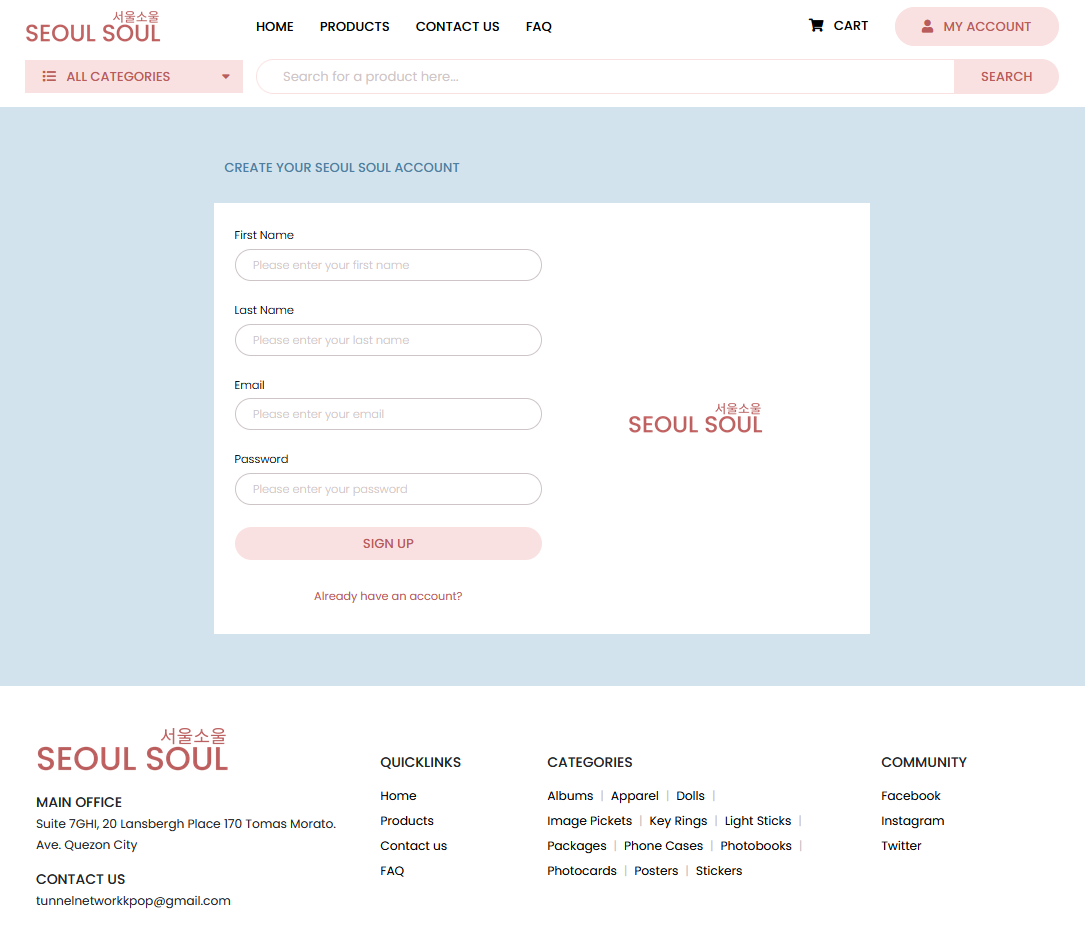 서울소울
SEOUL SOUL
HOME PRODUCTS CONTACT US FAQ
CART
MY ACCOUNT
ALL CATEGORIES
Search for a product here...
SEARCH
CREATE YOUR SEOUL SOUL ACCOUNT
First Name
Please enter your first name
Last Name
Please enter your last name
Email
Please enter your email
Password
Please enter your password
SIGN UP
Already have an account?
서울소울
SEOUL SOUL
서울소울
SEOUL SOUL
MAIN OFFICE
Suite 7GHI, 20 Lansbergh Place 170 Tomas Morato.
Ave. Quezon City
CONTACT US
tunnelnetworkkpop@gmail.com
QUICKLINKS
Home
Products
Contact us
FAQ
CATEGORIES
Albums | Apparel | Dolls |
Image Pickets | Key Rings | Light Sticks |
Packages | Phone Cases | Photobooks |
Photocards | Posters | Stickers
COMMUNITY
Facebook
Instagram
Twitter